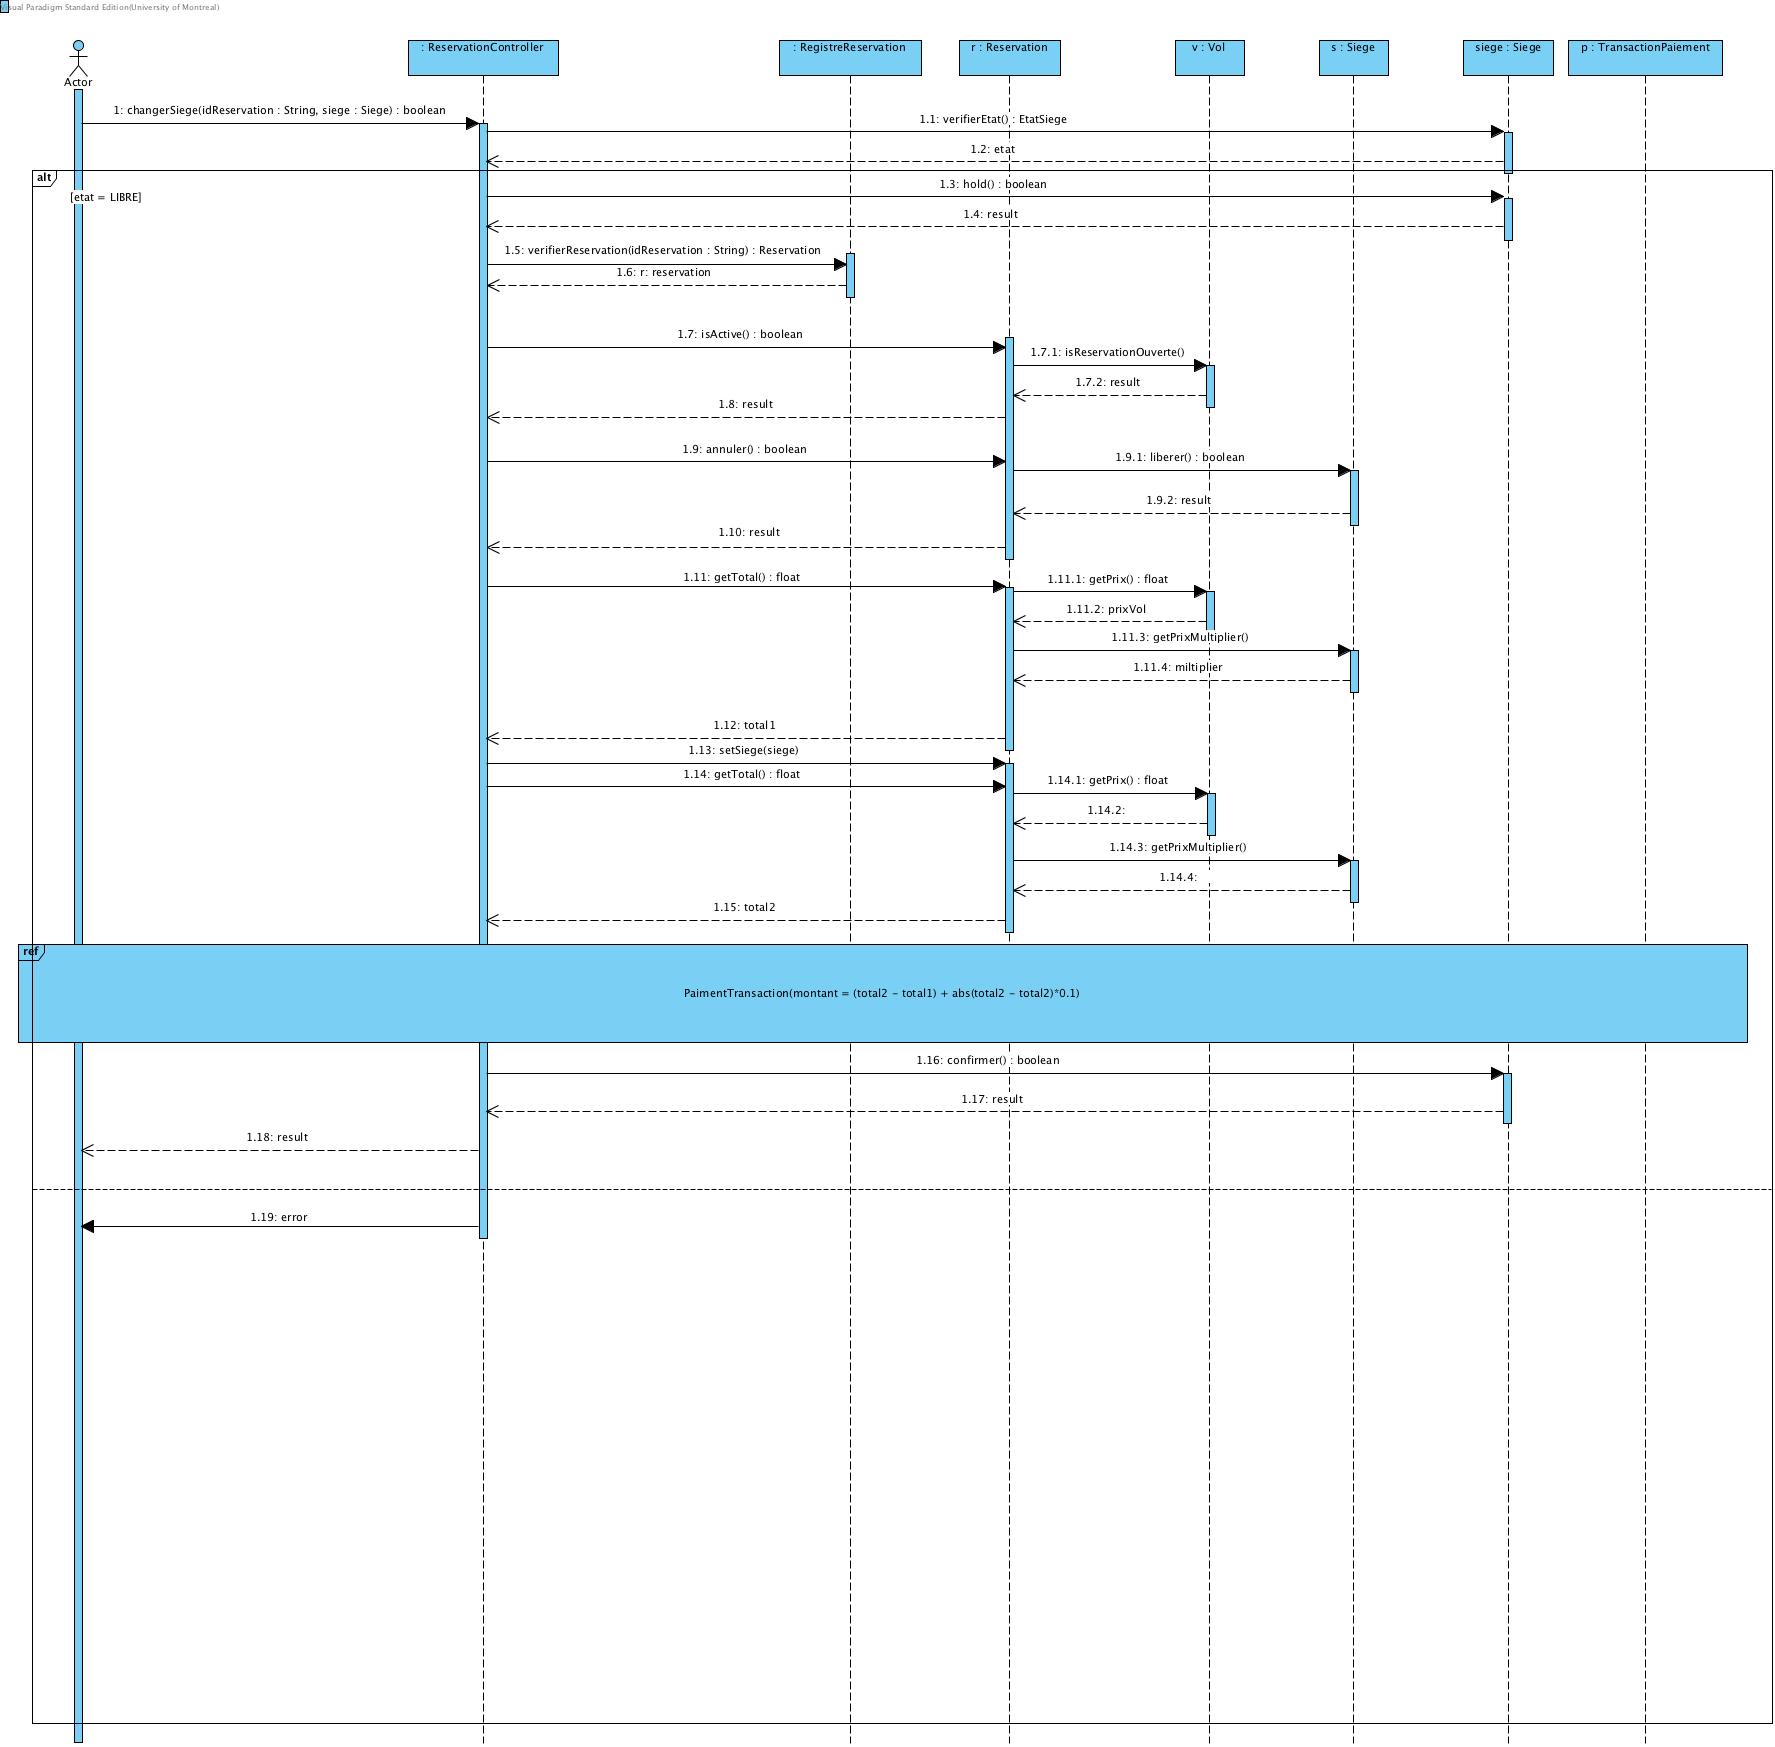 Visual Paradigm Standard Edition(University of Montreal)
Actor
: ReservationController
: RegistreReservation
r : Reservation
v : Vol
s : Siege
siege : Siege
p : TransactionPaiement
1: changerSiege(idReservation : String, siege : Siege) : boolean
1.1: verifierEtat() : EtatSiege
1.2: etat
alt
[etat = LIBRE]
1.3: hold() : boolean
1.4: result
1.5: verifierReservation(idReservation : String) : Reservation
1.6: r: reservation
1.7: isActive() : boolean
1.7.1: isReservationOuverte()
1.7.2: result
1.8: result
1.9: annuler() : boolean
1.9.1: liberer() : boolean
1.9.2: result
1.10: result
1.11: getTotal() : float
1.11.1: getPrix() : float
1.11.2: prixVol
1.11.3: getPrixMultiplier()
1.11.4: miltiplier
1.12: total1
1.13: setSiege(siege)
1.14: getTotal() : float
1.14.1: getPrix() : float
1.14.2:
1.14.3: getPrixMultiplier()
1.14.4:
1.15: total2
ref
PaimentTransaction(montant = (total2 - total1) + abs(total2 - total2)*0.1)
1.16: confirmer() : boolean
1.17: result
1.18: result
1.19: error